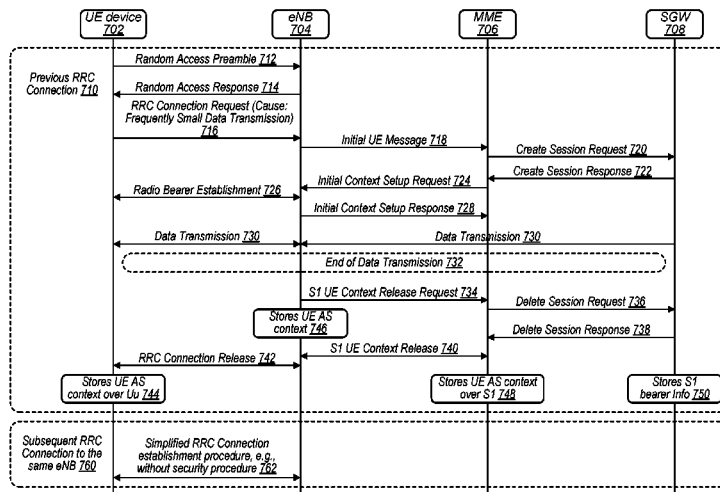 UE device
702
eNB
704
MME
706
SGW
708
Previous RRC
Connection 710
Random Access Preamble 712
Random Access Response 714
RRC Connection Request (Cause:
Frequently Small Data Transmission)
716
Initial UE Message 718
Create Session Request 720
Create Session Response 722
Initial Context Setup Request 724
Radio Bearer Establishment 726
Initial Context Setup Response 728
Data Transmission 730
Data Transmission 730
End of Data Transmission 732
S1 UE Context Release Request 734
Delete Session Request 736
Stores UE AS
context 746
Delete Session Response 738
S1 UE Context Release 740
RRC Connection Release 742
Stores UE AS
context over Uu 744
Stores UE AS context
over S1 748
Stores S1
bearer Info 750
Subsequent RRC
Connection to the
same eNB 760
Simplified RRC Connection
establishment procedure, e.g.,
without security procedure 762